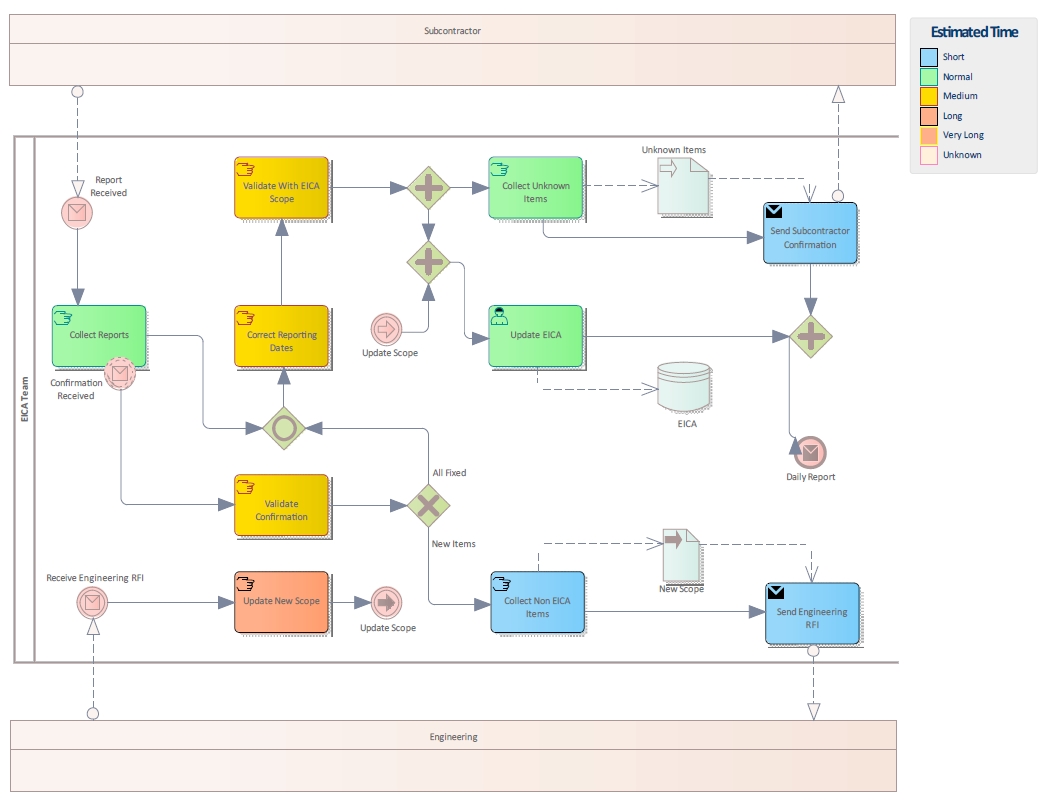 Subcontractor
Estimated Time
Short
Normal
Medium
Long
Very Long
Unknown
EICA Team
Report
Received
Validate With EICA
Scope
Collect Unknown
Items
Unknown Items
Send Subcontractor
Confirmation
Collect Reports
Confirmation
Received
Correct Reporting
Dates
Update Scope
Update EICA
EICA
Daily Report
All Fixed
Validate
Confirmation
New Items
Receive Engineering RFI
Update New Scope
Update Scope
Collect Non EICA
Items
New Scope
Send Engineering
RFI
Engineering